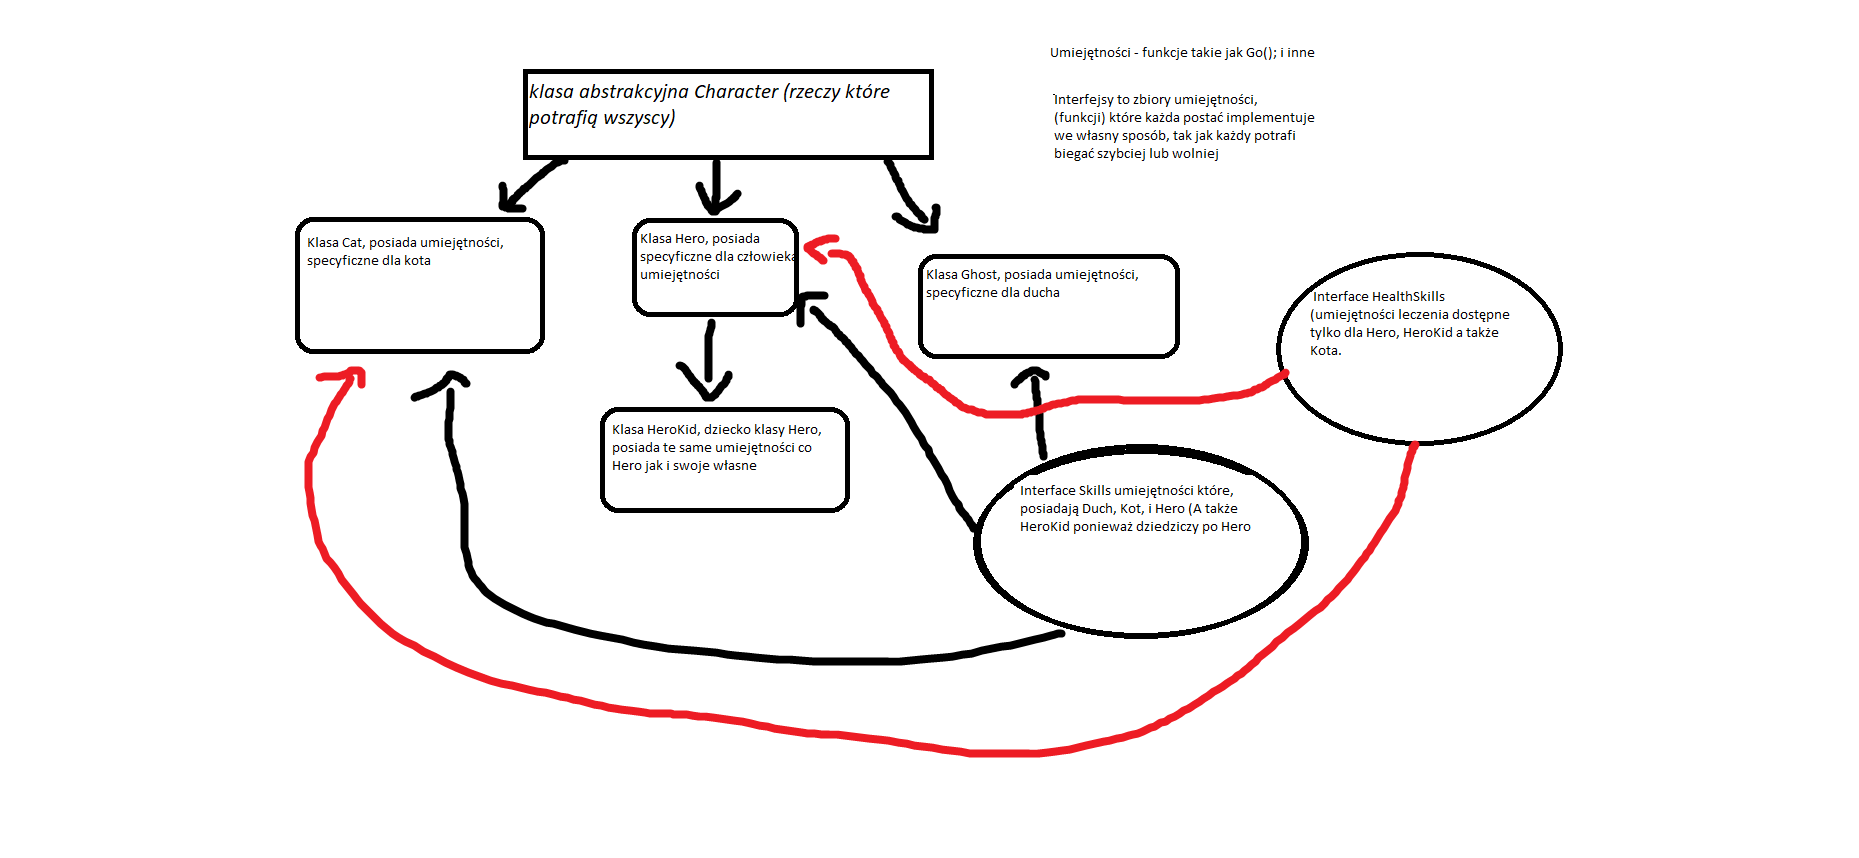 Umiejętności - funkcje takie jak Go(); i inne
klasa abstrakcyjna Character (rzeczy które
potrafią wszyscy)
Interfejsy to zbiory umiejętności,
(funkcji) które każda postać implementuje
we własny sposób, tak jak każdy potrafi
biegać szybciej lub wolniej
Klasa Cat, posiada umiejętności,
specyficzne dla kota
Klasa Hero, posiada
specyficzne dla człowieka
umiejętności
Klasa Ghost, posiada umiejętności,
specyficzne dla ducha
Interface HealthSkills
(umiejętności leczenia dostępne
tylko dla Hero, HeroKid a także
Kota.
Klasa HeroKid, dziecko klasy Hero,
posiada te same umiejętności co
Hero jak i swoje własne
Interface Skills umiejętności które,
posiadają Duch, Kot, i Hero (A także
HeroKid ponieważ dziedziczy po Hero